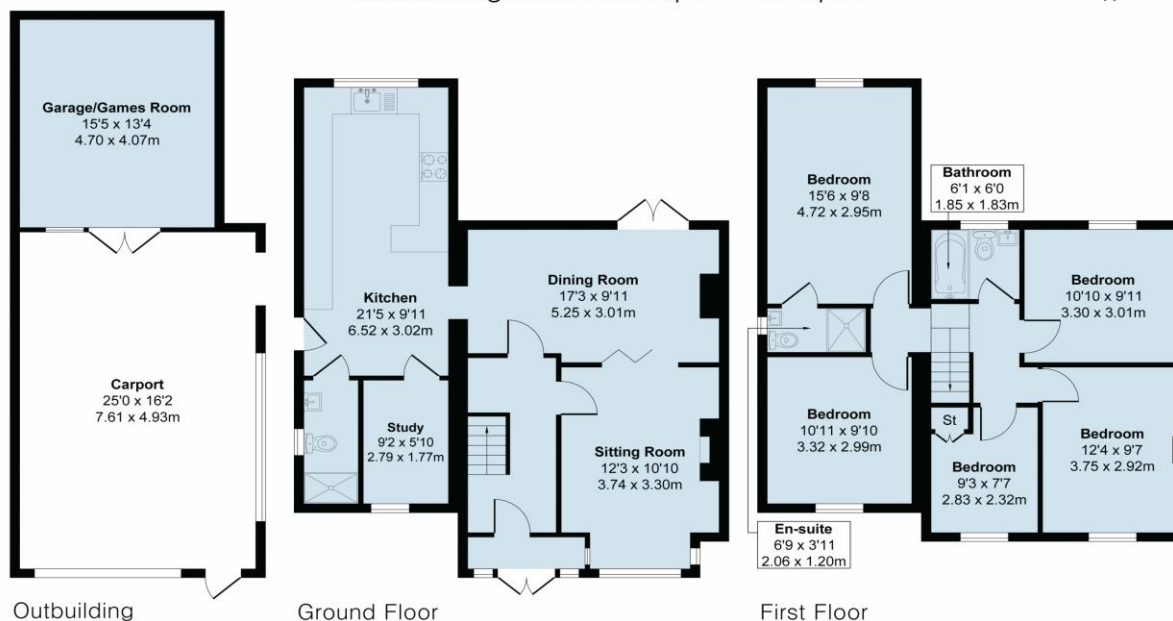 Garage/Games Room
15'5 x 13'4
4.70 x 4.07m
Carport
25'0 x 16'2
7.61 x 4.93m
Outbuilding
Kitchen
21'5 x 9'11
6.52 x 3.02m
Dining Room
17'3 x 9'11
5.25 x 3.01m
Study
9'2 x 5'10
2.79 x 1.77m
Sitting Room
12'3 x 10'10
3.74 x 3.30m
Ground Floor
Bedroom
15'6 x 9'8
4.72 x 2.95m
Bathroom
6'1 x 6'0
1.85 x 1.83m
Bedroom
10'10 x 9'11
3.30 x 3.01m
Bedroom
10'11 x 9'10
3.32 x 2.99m
St
Bedroom
9'3 x 7'7
2.83 x 2.32m
Bedroom
12'4 x 9'7
3.75 x 2.92m
En-suite
6'9 x 3'11
2.06 x 1.20m
First Floor